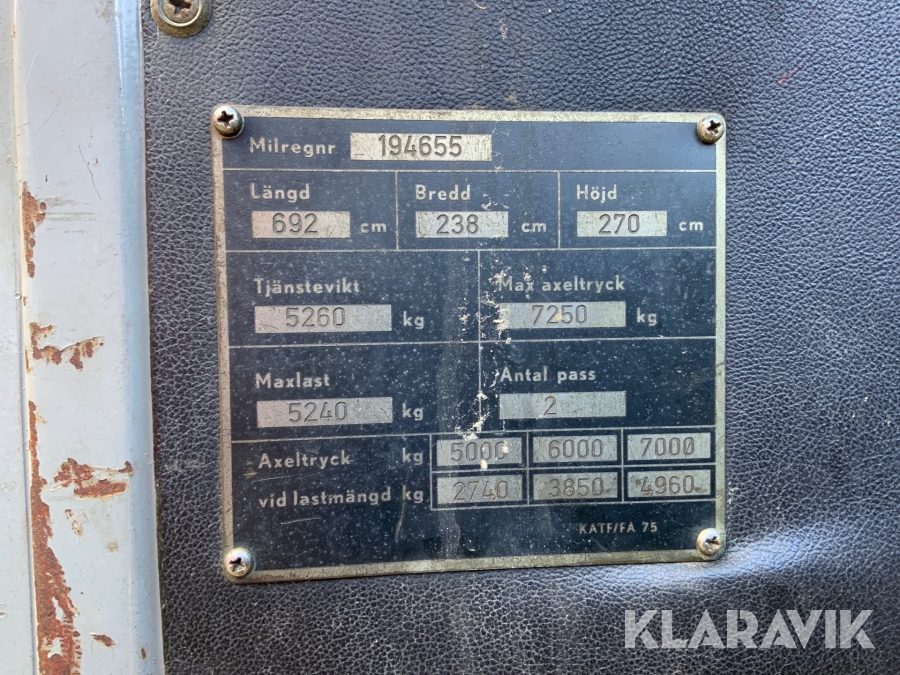 Milregnr 194655
Längd Bredd Höjd
692 cm 238 cm 270 cm
Tjänstevikt Max axeltryck
5260 kg 7250 kg
Maxlast Antal pass
5240 kg 2
Axeltryck kg 5000 6000 7000
vid lastmängd kg 2740 3850 4960
KATF/FA 75
KLARAVIK